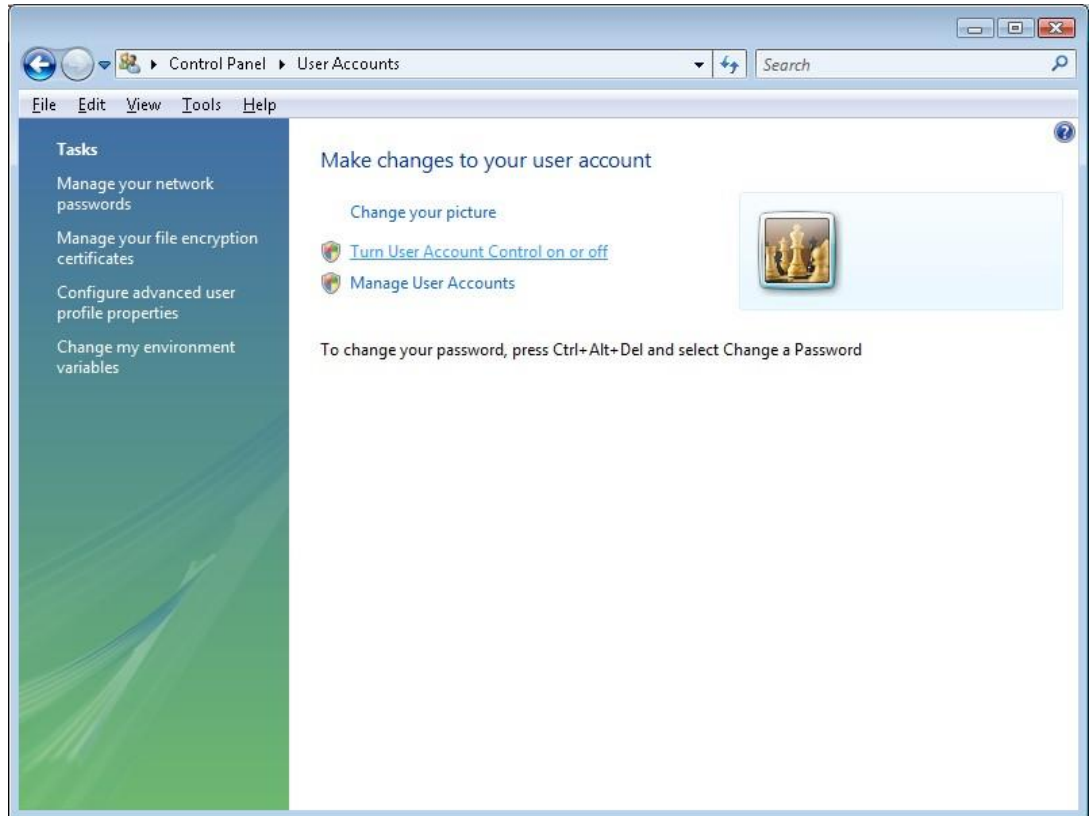 Control Panel
User Accounts
Search
File Edit View Tools Help
Tasks
Manage your network
passwords
Manage your file encryption
certificates
Configure advanced user
profile properties
Change my environment
variables
Make changes to your user account
Change your picture
Turn User Account Control on or off
Manage User Accounts
To change your password, press Ctrl+Alt+Del and select Change a Password